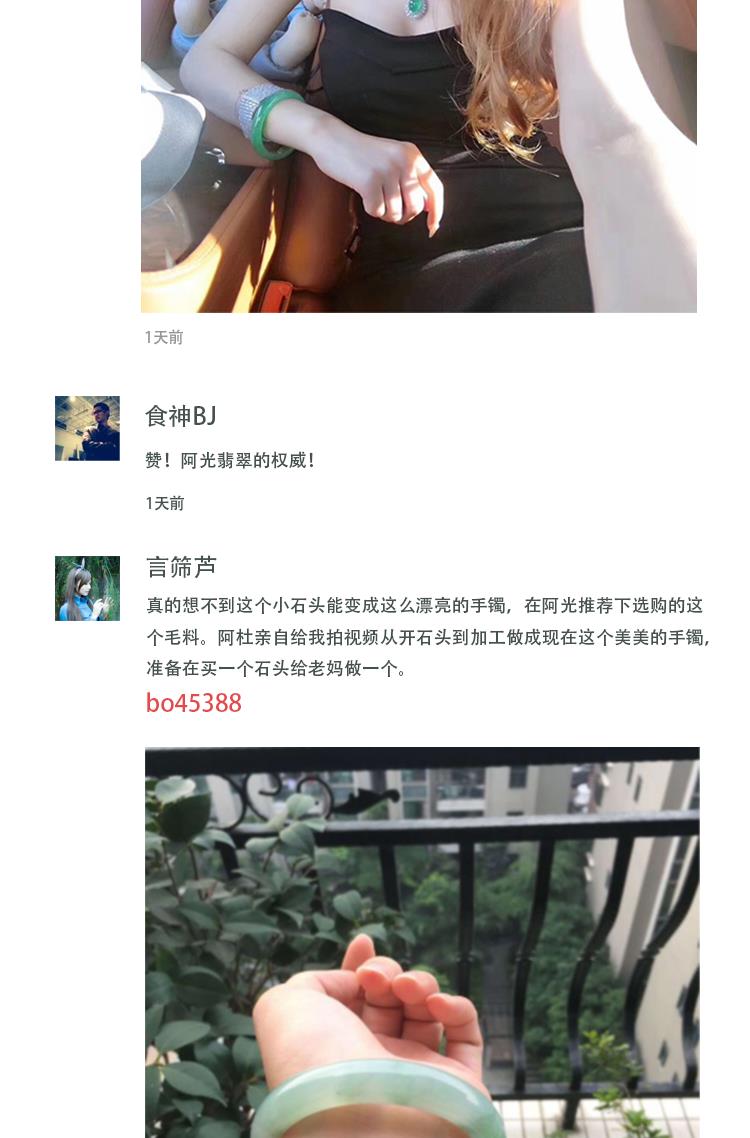 1天前
食神BJ
赞！阿光翡翠的权威！
1天前
言筛芦
真的想不到这个小石头能变成这么漂亮的手镯，在阿光推荐下选购的这
个毛料。阿杜亲自给我拍视频从开石头到加工做成现在这个美美的手镯，
准备在买一个石头给老妈做一个。
bo45388